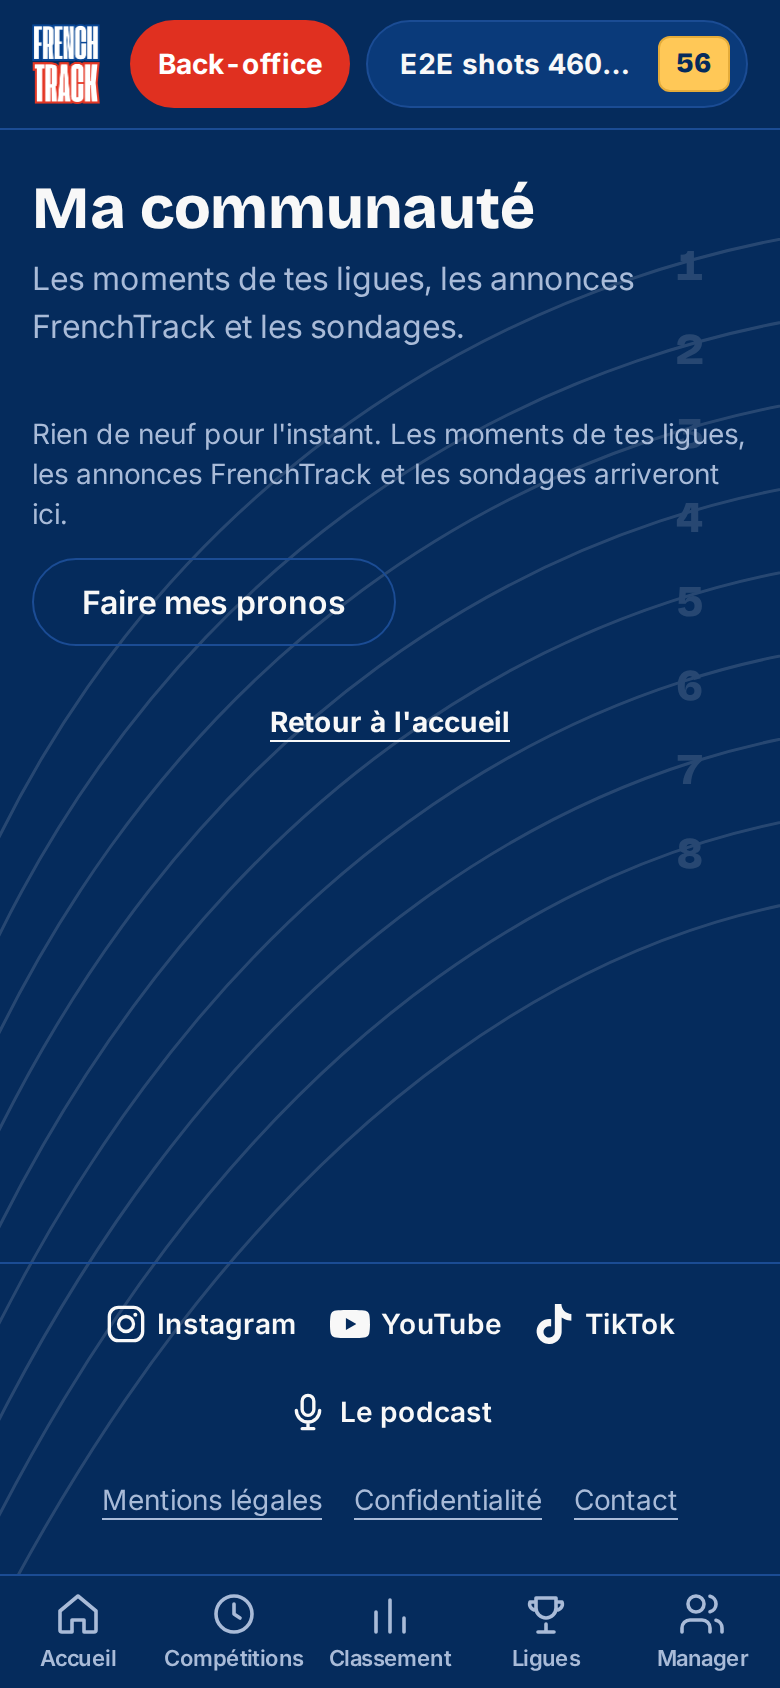 FRENCH
TRACK
Back-office
E2E shots 460...
56
Ma communauté
Les moments de tes ligues, les annonces
FrenchTrack et les sondages.
1
2
3
4
5
6
7
8
Rien de neuf pour l'instant. Les moments de tes ligues,
les annonces FrenchTrack et les sondages arriveront
ici.
Faire mes pronos
Retour à l'accueil
Instagram YouTube TikTok
Le podcast
Mentions légales Confidentialité Contact
Accueil Compétitions Classement Ligues Manager